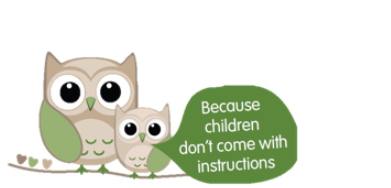 Because
children
don't come with
instructions